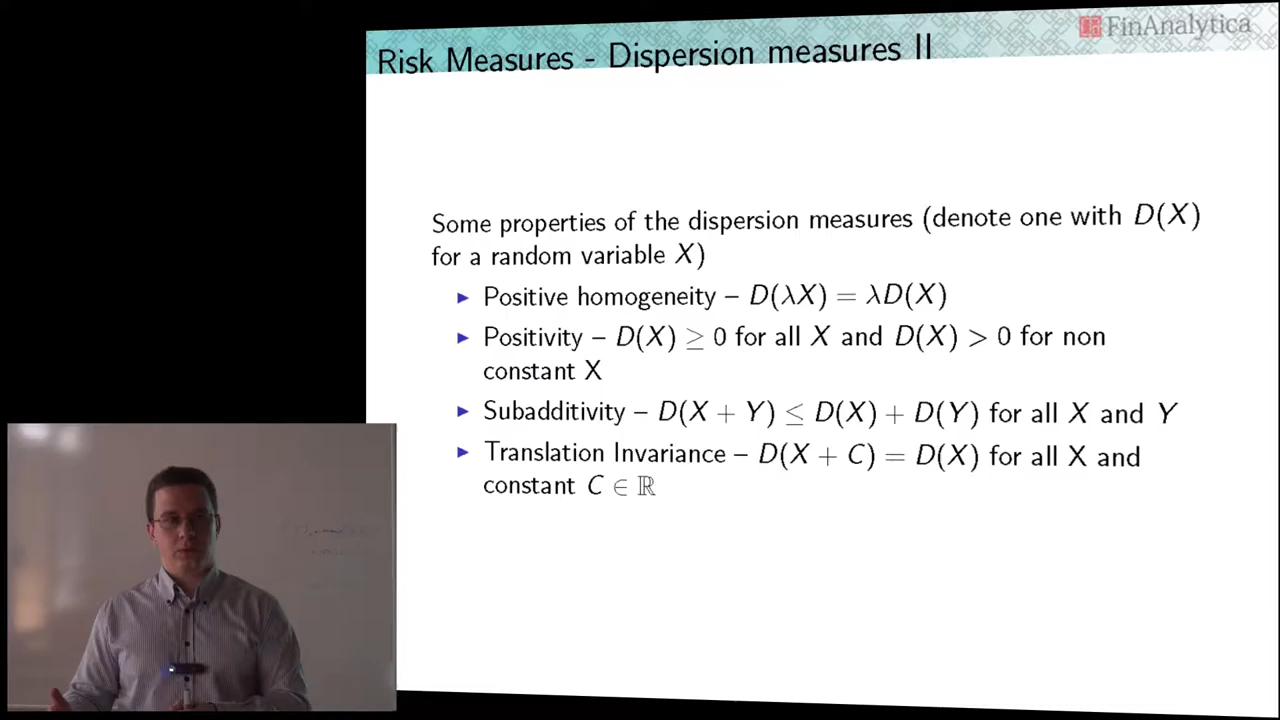 FinAnalytica
Risk Measures - Dispersion measures II
Some properties of the dispersion measures (denote one with D(X)
for a random variable X)
▶ Positive homogeneity – D(λX) = λD(X)
▶ Positivity – D(X) ≥ 0 for all X and D(X) > 0 for non
constant X
▶ Subadditivity – D(X + Y) ≤ D(X) + D(Y) for all X and Y
▶ Translation Invariance – D(X + C) = D(X) for all X and
constant C ∈ ℝ